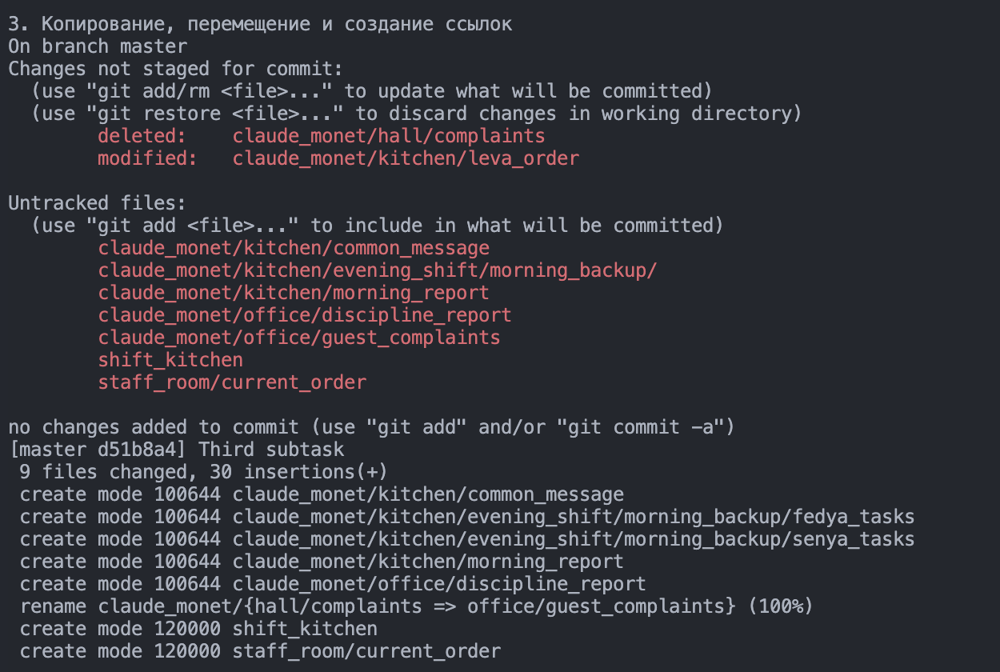 3. Копирование, перемещение и создание ссылок
On branch master
Changes not staged for commit:
  (use "git add/rm <file>..." to update what will be committed)
  (use "git restore <file>..." to discard changes in working directory)
        deleted:    claude_monet/hall/complaints
        modified:   claude_monet/kitchen/leva_order

Untracked files:
  (use "git add <file>..." to include in what will be committed)
        claude_monet/kitchen/common_message
        claude_monet/kitchen/evening_shift/morning_backup/
        claude_monet/kitchen/morning_report
        claude_monet/office/discipline_report
        claude_monet/office/guest_complaints
        shift_kitchen
        staff_room/current_order

no changes added to commit (use "git add" and/or "git commit -a")
[master d51b8a4] Third subtask
 9 files changed, 30 insertions(+)
 create mode 100644 claude_monet/kitchen/common_message
 create mode 100644 claude_monet/kitchen/evening_shift/morning_backup/fedya_tasks
 create mode 100644 claude_monet/kitchen/evening_shift/morning_backup/senya_tasks
 create mode 100644 claude_monet/kitchen/morning_report
 create mode 100644 claude_monet/office/discipline_report
 rename claude_monet/{hall/complaints => office/guest_complaints} (100%)
 create mode 120000 shift_kitchen
 create mode 120000 staff_room/current_order